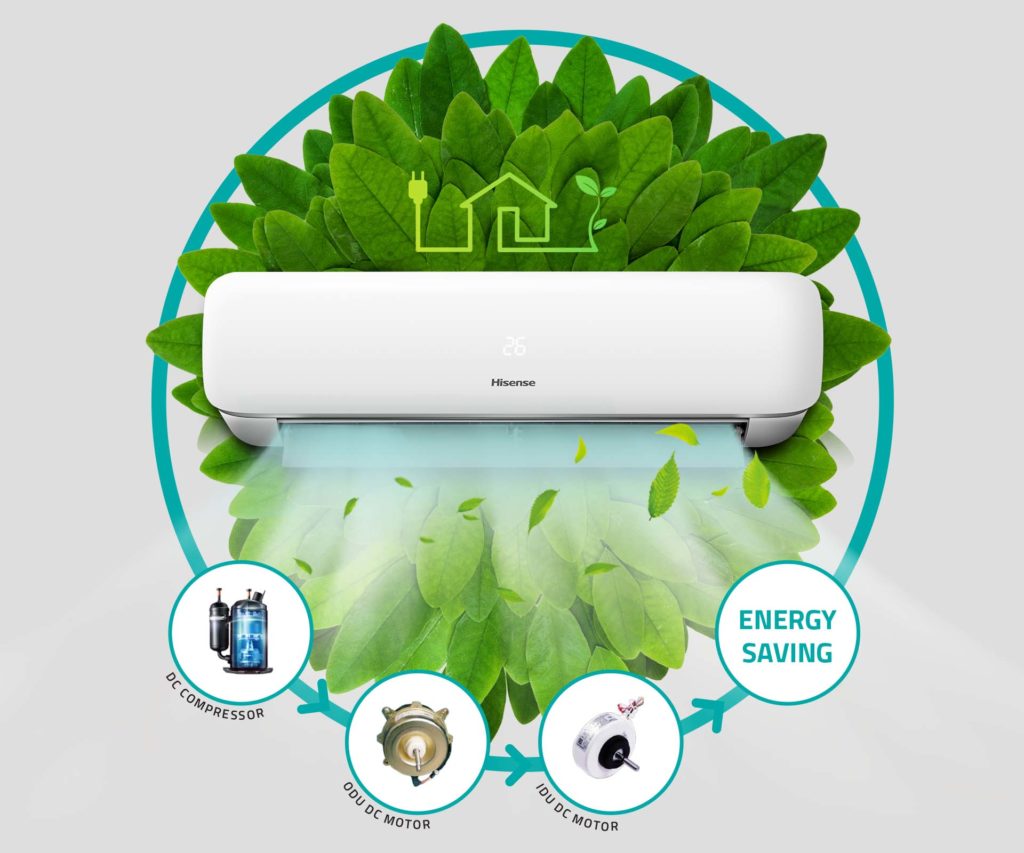 26
Hisense
ENERGY
SAVING
DC COMPRESSOR
ODU DC MOTOR
IDU DC MOTOR